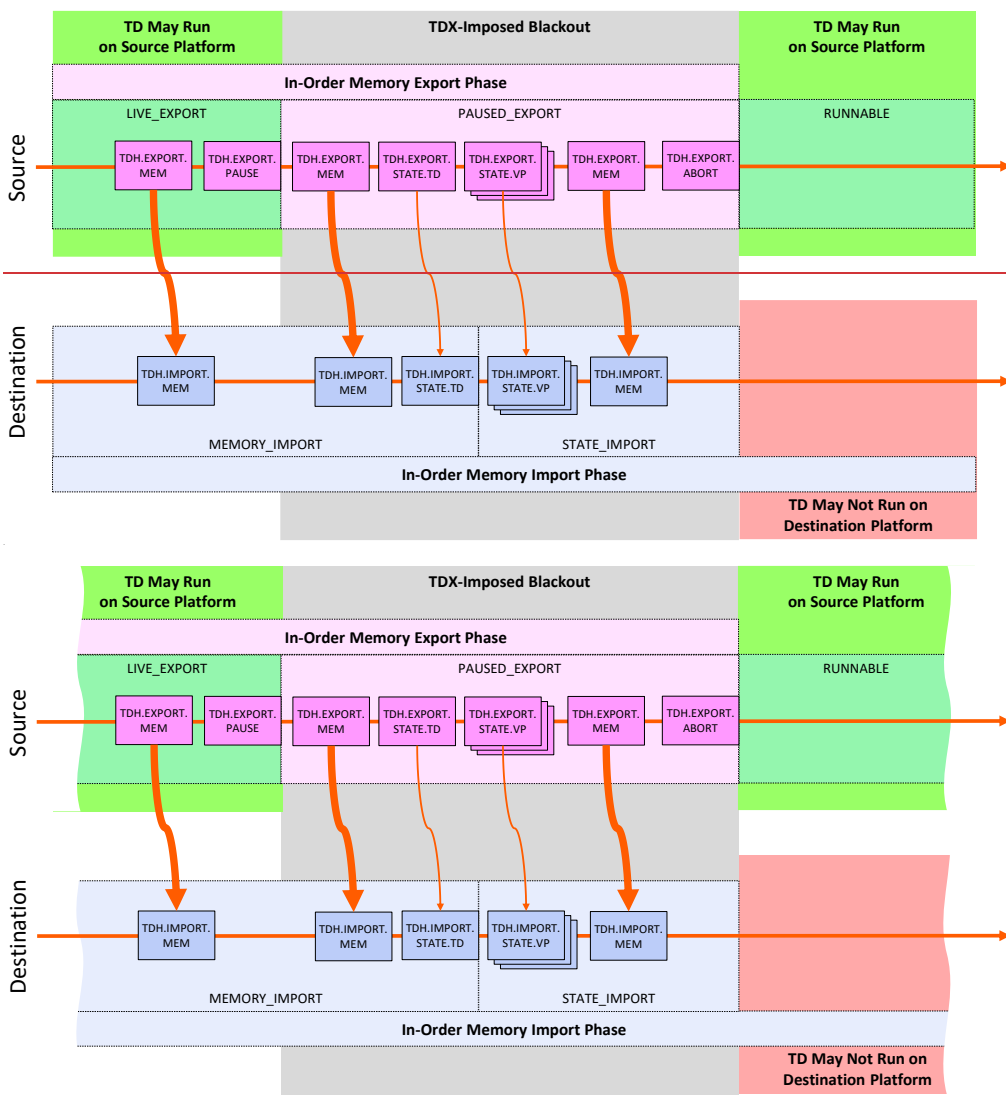 TD May Run
on Source Platform
TDX-Imposed Blackout
TD May Run
on Source Platform
In-Order Memory Export Phase
LIVE_EXPORT
PAUSED_EXPORT
RUNNABLE
Source
TDH.EXPORT.
MEM
TDH.EXPORT.
PAUSE
TDH.EXPORT.
MEM
TDH.EXPORT.
STATE.TD
TDH.EXPORT.
STATE.VP
TDH.EXPORT.
MEM
TDH.EXPORT.
ABORT
Destination
TDH.IMPORT.
MEM
TDH.IMPORT.
MEM
TDH.IMPORT.
STATE.TD
TDH.IMPORT.
STATE.VP
TDH.IMPORT.
MEM
MEMORY_IMPORT
STATE_IMPORT
In-Order Memory Import Phase
TD May Not Run on
Destination Platform
TD May Run
on Source Platform
TDX-Imposed Blackout
TD May Run
on Source Platform
In-Order Memory Export Phase
LIVE_EXPORT
PAUSED_EXPORT
RUNNABLE
Source
TDH.EXPORT.
MEM
TDH.EXPORT.
PAUSE
TDH.EXPORT.
MEM
TDH.EXPORT.
STATE.TD
TDH.EXPORT.
STATE.VP
TDH.EXPORT.
MEM
TDH.EXPORT.
ABORT
Destination
TDH.IMPORT.
MEM
TDH.IMPORT.
MEM
TDH.IMPORT.
STATE.TD
TDH.IMPORT.
STATE.VP
TDH.IMPORT.
MEM
MEMORY_IMPORT
STATE_IMPORT
In-Order Memory Import Phase
TD May Not Run on
Destination Platform